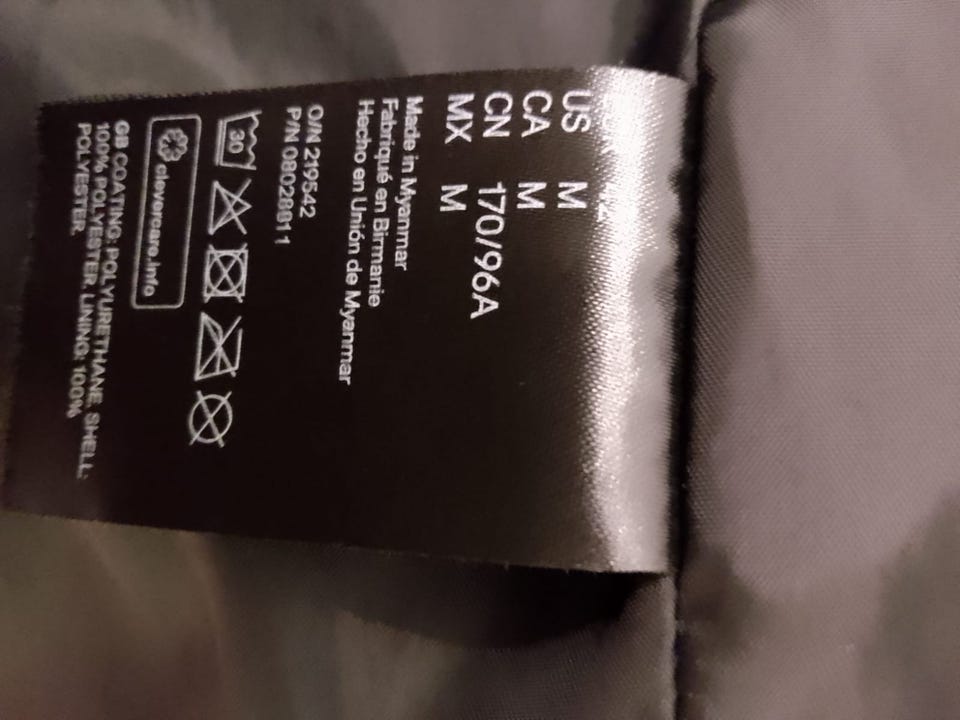 US M
CA M
CN 170/96A
MX M
Made in Myanmar
Fabriqué en Birmanie
Hecho en Unión de Myanmar
O/N 219542
P/N 08028811
30
clevercare.info
GB COATING: POLYURETHANE, SHELL:
100% POLYESTER, LINING: 100%
POLYESTER